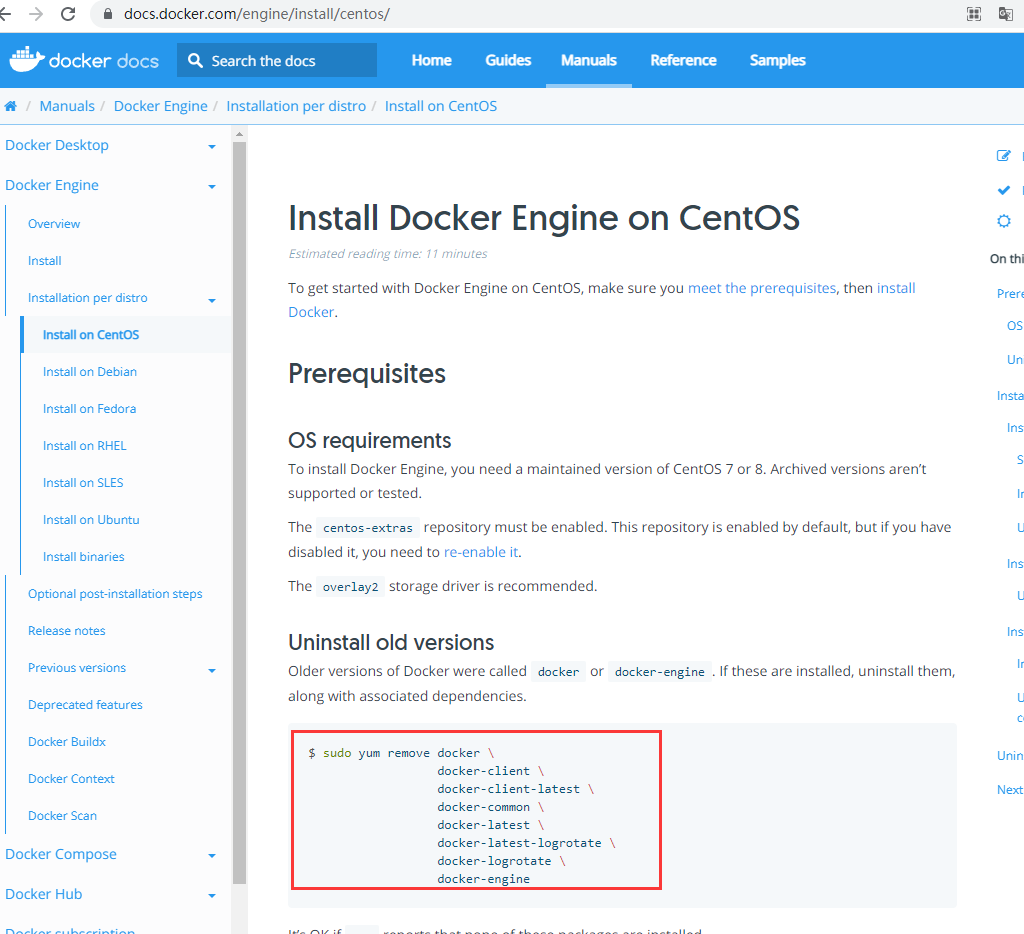 docs.docker.com/engine/install/centos/
docker docs
Search the docs
Home Guides Manuals Reference Samples
/ Manuals / Docker Engine / Installation per distro / Install on CentOS
Docker Desktop
Docker Engine
Overview
Install
Installation per distro
Install on CentOS
Install on Debian
Install on Fedora
Install on RHEL
Install on SLES
Install on Ubuntu
Install binaries
Optional post-installation steps
Release notes
Previous versions
Deprecated features
Docker Buildx
Docker Context
Docker Scan
Docker Compose
Docker Hub
Docker subscription
Install Docker Engine on CentOS
Estimated reading time: 11 minutes
To get started with Docker Engine on CentOS, make sure you meet the prerequisites, then install
Docker.
Prerequisites
OS requirements
To install Docker Engine, you need a maintained version of CentOS 7 or 8. Archived versions aren’t
supported or tested.
The centos-extras repository must be enabled. This repository is enabled by default, but if you have
disabled it, you need to re-enable it.
The overlay2 storage driver is recommended.
Uninstall old versions
Older versions of Docker were called docker or docker-engine . If these are installed, uninstall them,
along with associated dependencies.
$ sudo yum remove docker \
docker-client \
docker-client-latest \
docker-common \
docker-latest \
docker-latest-logrotate \
docker-logrotate \
docker-engine
It’s OK if reports that none of these packages are installed.
On thi
Prere
OS
Un
Insta
Ins
S
In
U
Ins
U
Ins
In
U
c
Unin
Next